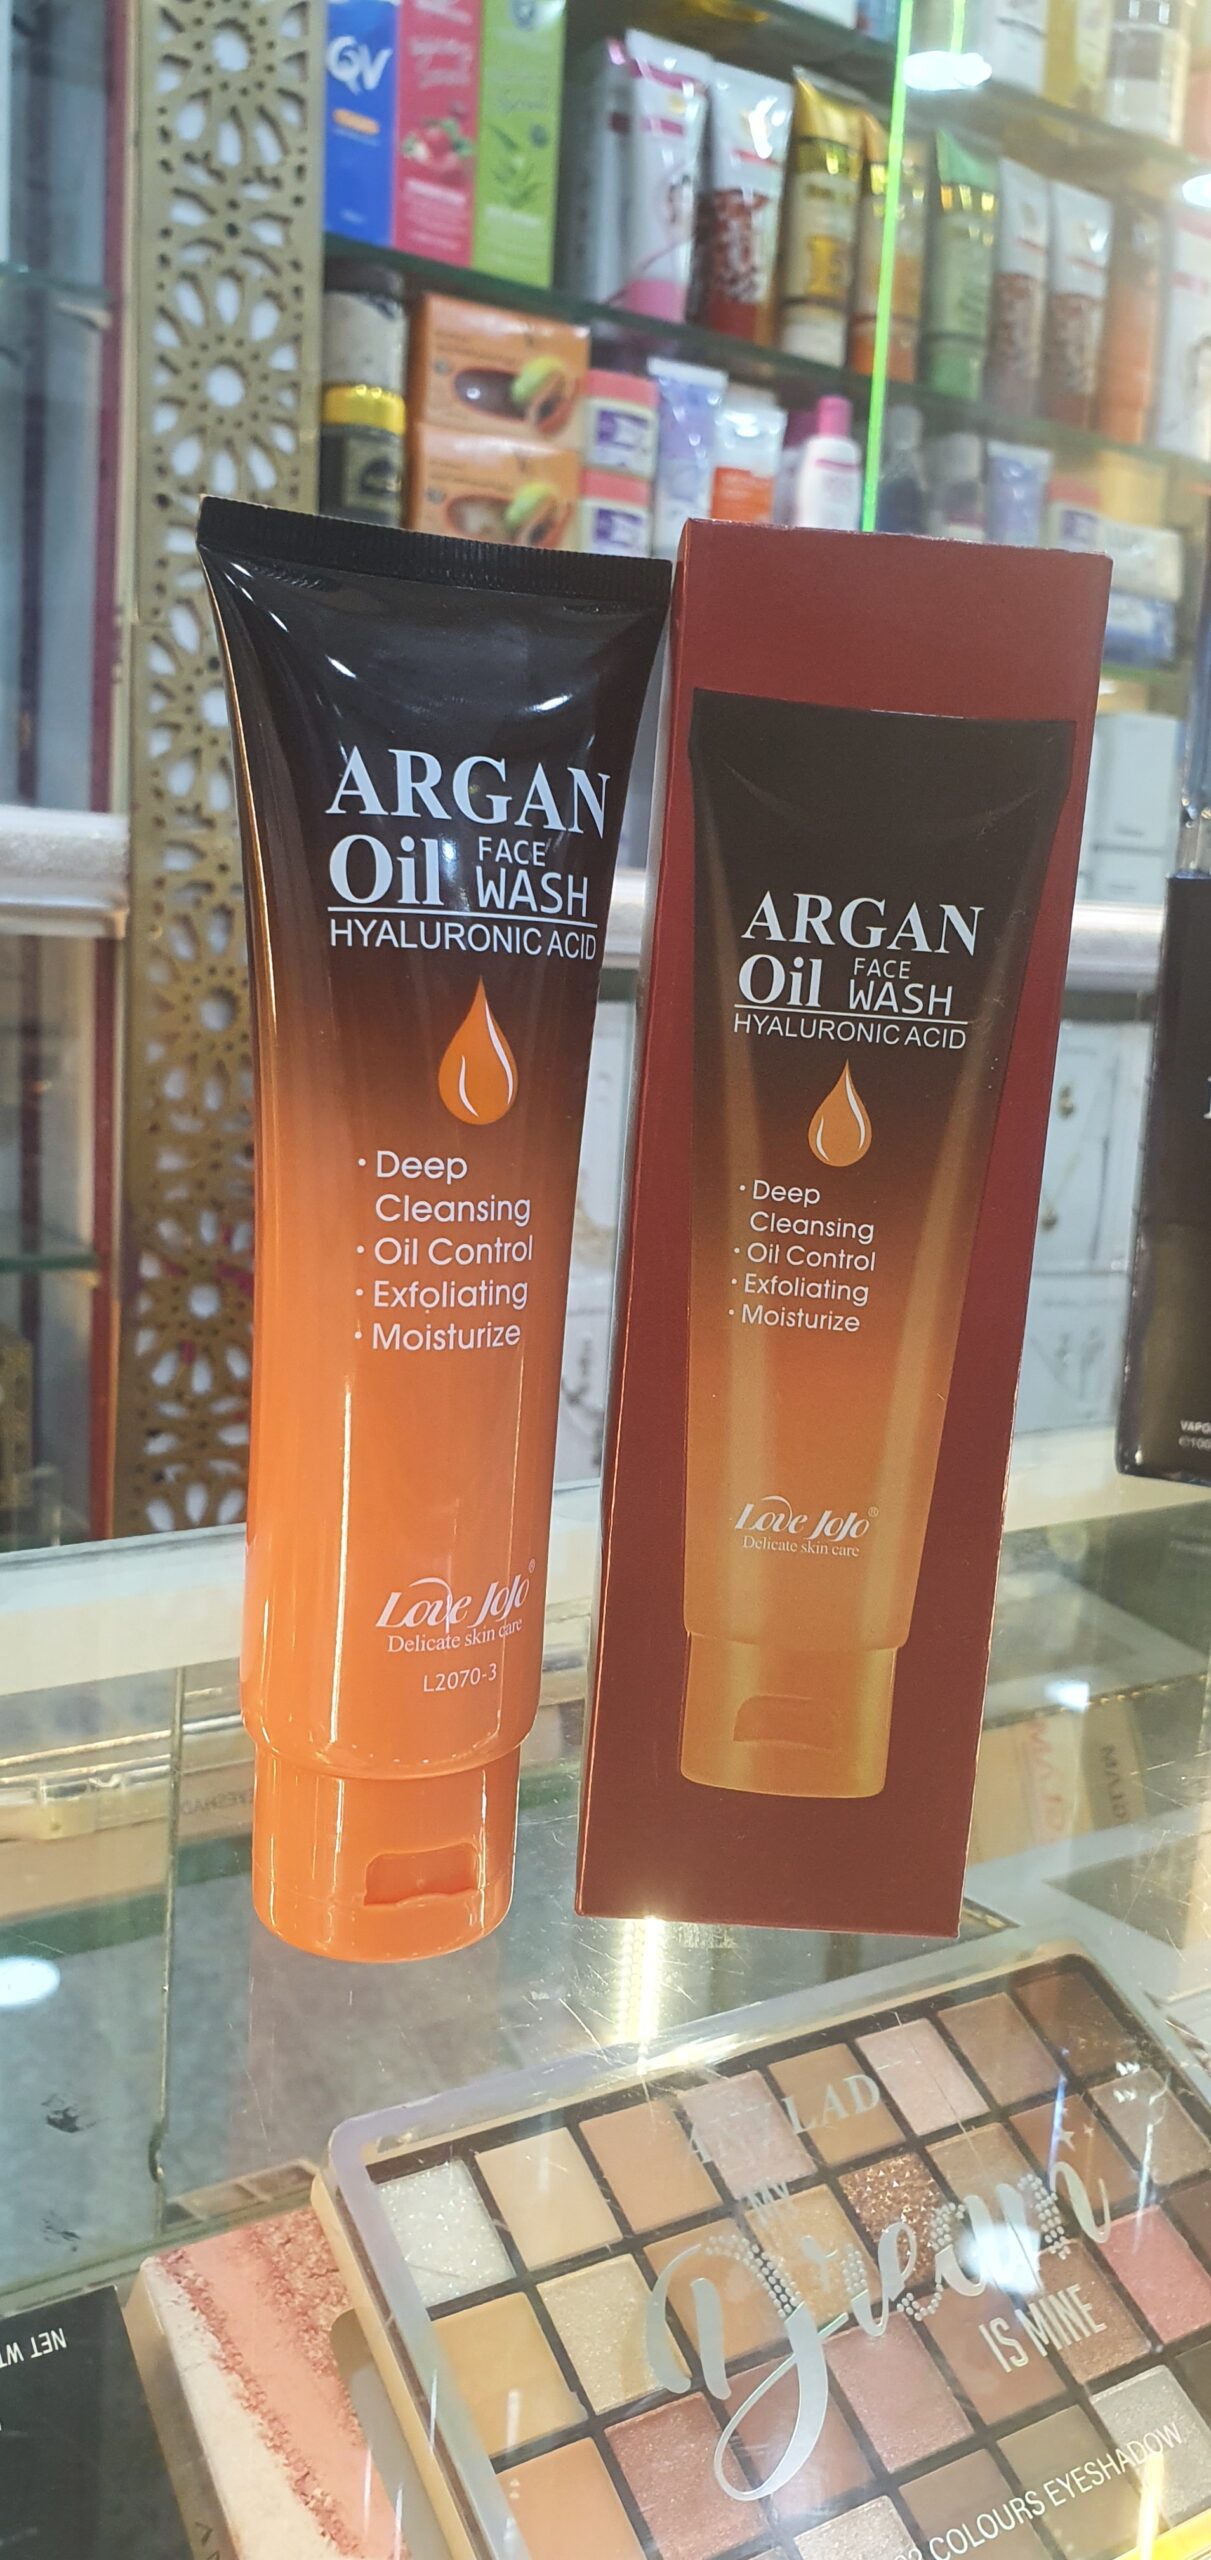 QV
ARGAN
Oil FACE WASH
HYALURONIC ACID
• Deep
Cleansing
• Oil Control
• Exfoliating
• Moisturize
Love JoJo®
Delicate skin care
L2070-3
ARGAN
Oil FACE WASH
HYALURONIC ACID
• Deep
Cleansing
• Oil Control
• Exfoliating
• Moisturize
Love JoJo®
Delicate skin care
LAD
MY
Dream
IS MINE
COLOURS EYESHADOW
NET WT